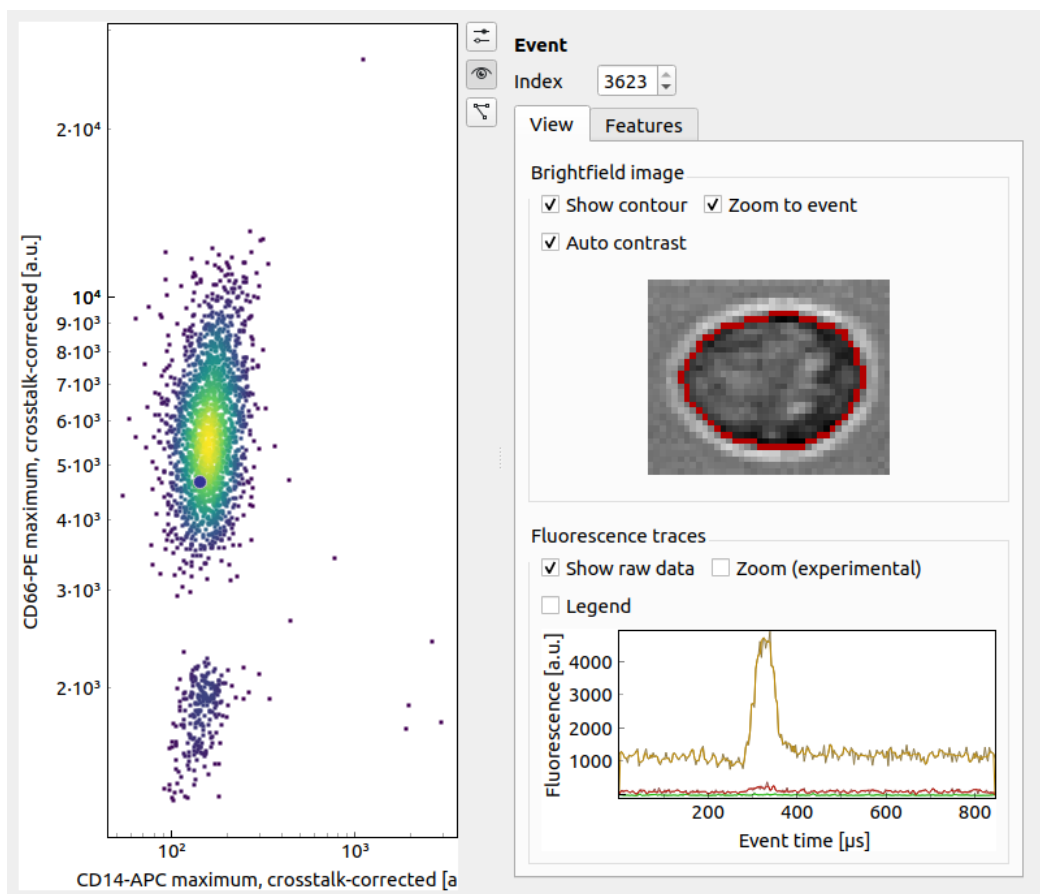 CD66-PE maximum, crosstalk-corrected [a.u.]
2·10⁴
10⁴
9·10³
8·10³
7·10³
6·10³
5·10³
4·10³
3·10³
2·10³
10²
10³
CD14-APC maximum, crosstalk-corrected [a
Event
Index 3623
View Features
Brightfield image
Show contour Zoom to event
Auto contrast
Fluorescence traces
Show raw data Zoom (experimental)
Legend
Fluorescence [a.u.]
4000
3000
2000
1000
200 400 600 800
Event time [µs]